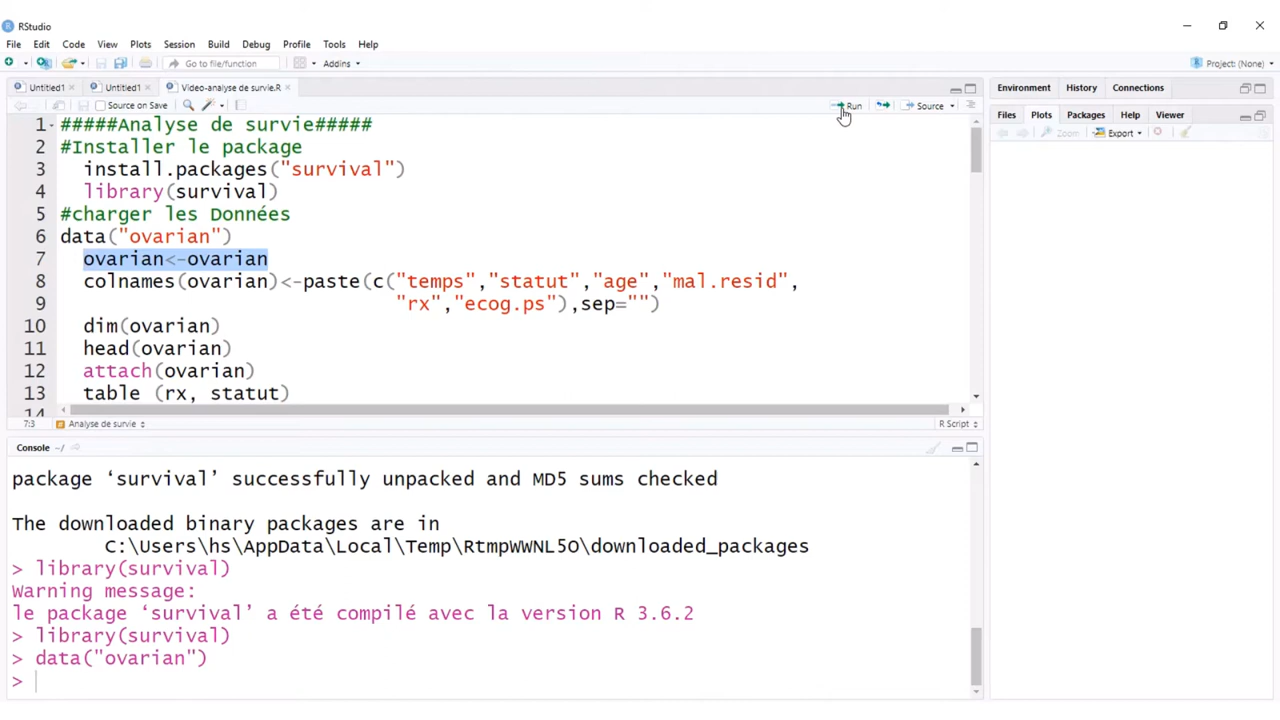 RStudio
File Edit Code View Plots Session Build Debug Profile Tools Help
Go to file/function Addins Project: (None)
Untitled1 Untitled1 Video-analyse de survie.R
Source on Save Run Source
1 #####Analyse de survie#####
2 #Installer le package
3 install.packages("survival")
4 library(survival)
5 #charger les Données
6 data("ovarian")
7 ovarian<-ovarian
8 colnames(ovarian)<-paste(c("temps","statut","age","mal.resid",
9 "rx","ecog.ps"),sep="")
10 dim(ovarian)
11 head(ovarian)
12 attach(ovarian)
13 table (rx, statut)
14
7:3 Analyse de survie R Script
Console ~/
package ‘survival’ successfully unpacked and MD5 sums checked
The downloaded binary packages are in
C:\Users\hs\AppData\Local\Temp\RtmpWWNL5O\downloaded_packages
> library(survival)
Warning message:
le package ‘survival’ a été compilé avec la version R 3.6.2
> library(survival)
> data("ovarian")
>
Environment History Connections
Files Plots Packages Help Viewer
Zoom Export